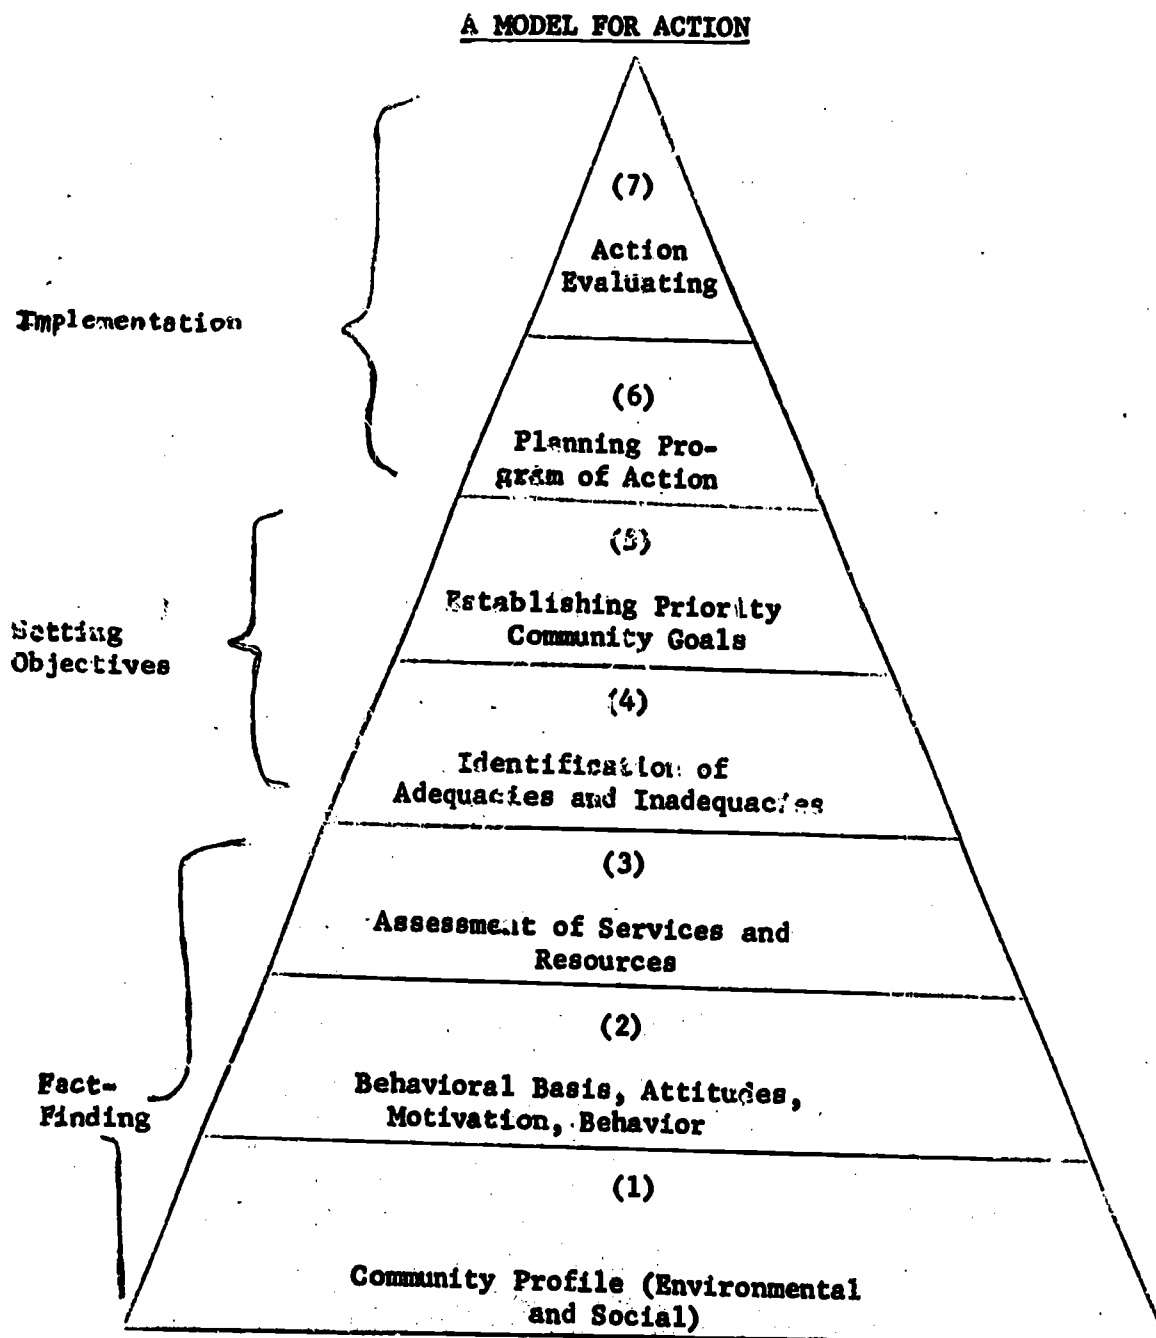 A MODEL FOR ACTION
(7)
Action
Evaluating
Implementation
(6)
Planning Pro-
gram of Action
(5)
Establishing Priority
Community Goals
Setting
Objectives
(4)
Identification of
Adequacies and Inadequacies
(3)
Assessment of Services and
Resources
(2)
Behavioral Basis, Attitudes,
Motivation, Behavior
Fact-
Finding
(1)
Community Profile (Environmental
and Social)